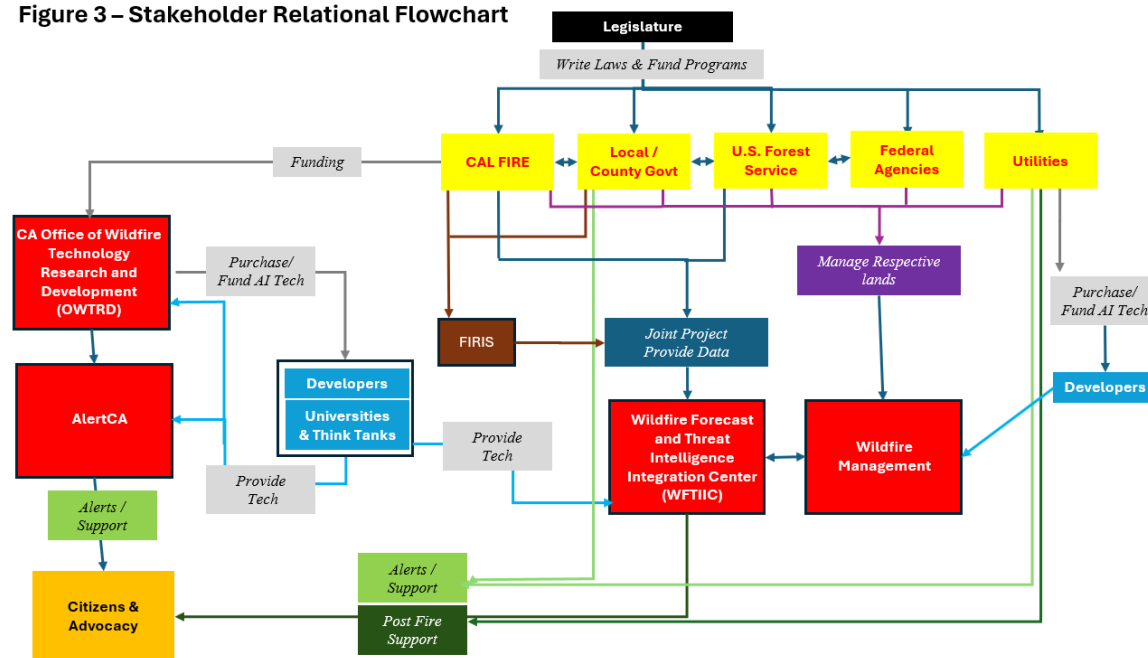 Figure 3 – Stakeholder Relational Flowchart
Legislature
Write Laws & Fund Programs
CAL FIRE
Local /
County Govt
U.S. Forest
Service
Federal
Agencies
Utilities
Funding
CA Office of Wildfire
Technology
Research and
Development
(OWTRD)
Purchase/
Fund AI Tech
Manage Respective
lands
Purchase/
Fund AI Tech
FIRIS
Joint Project
Provide Data
Developers
Universities
& Think Tanks
Developers
AlertCA
Provide
Tech
Provide
Tech
Wildfire Forecast
and Threat
Intelligence
Integration Center
(WFTIIC)
Wildfire
Management
Alerts /
Support
Alerts /
Support
Citizens &
Advocacy
Post Fire
Support